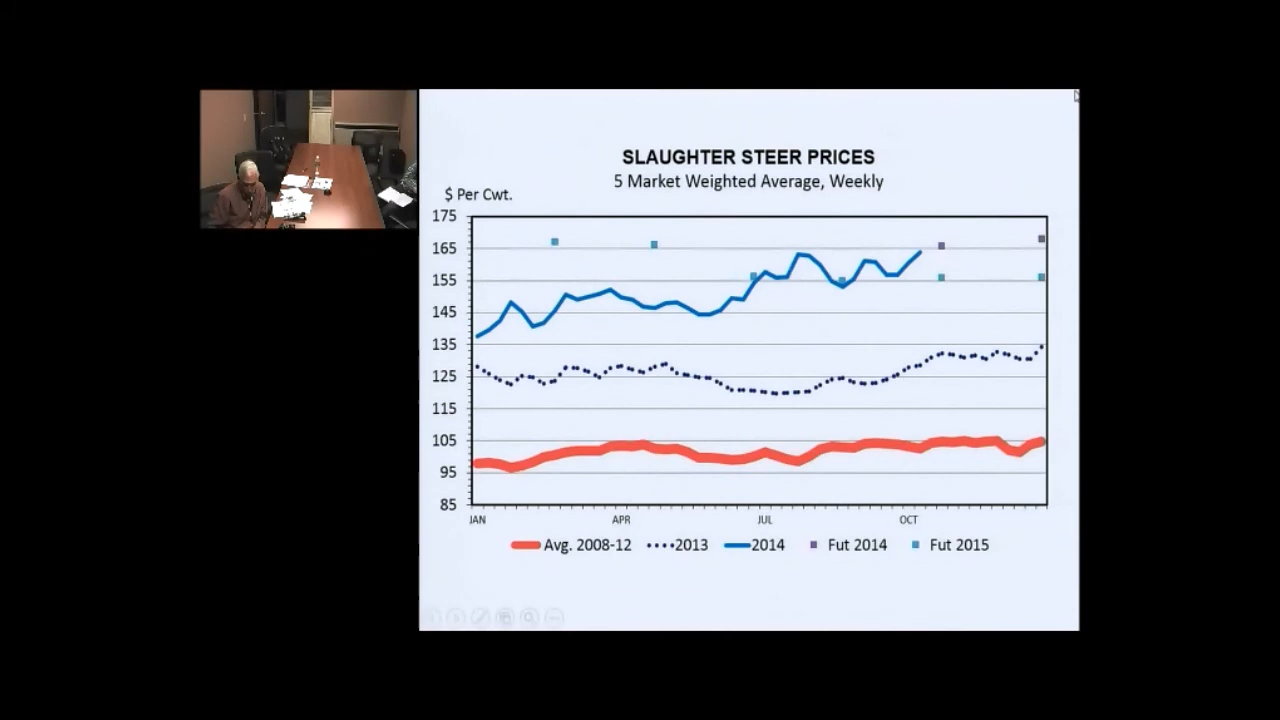 SLAUGHTER STEER PRICES
5 Market Weighted Average, Weekly
$ Per Cwt.
175
165
155
145
135
125
115
105
95
85
JAN APR JUL OCT
Avg. 2008-12 2013 2014 Fut 2014 Fut 2015